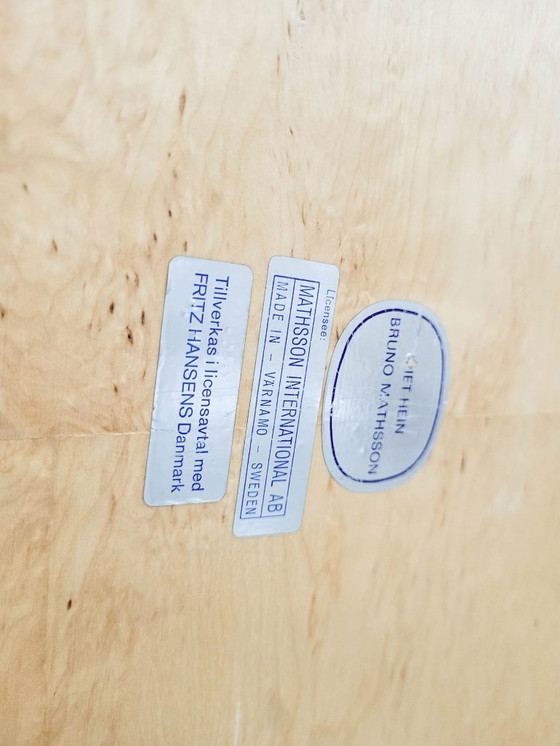 PIET HEIN
BRUNO MATHSSON
Licensee:
MATHSSON INTERNATIONAL AB
MADE IN - VÄRNAMO - SWEDEN
Tillverkas i licensavtal med
FRITZ HANSENS Danmark